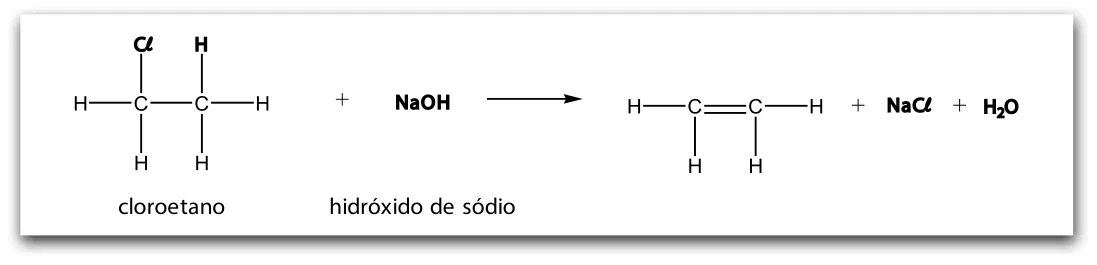 Cl H
H C C H + NaOH H C C H + NaCl + H₂O
H H H H
cloroetano hidróxido de sódio